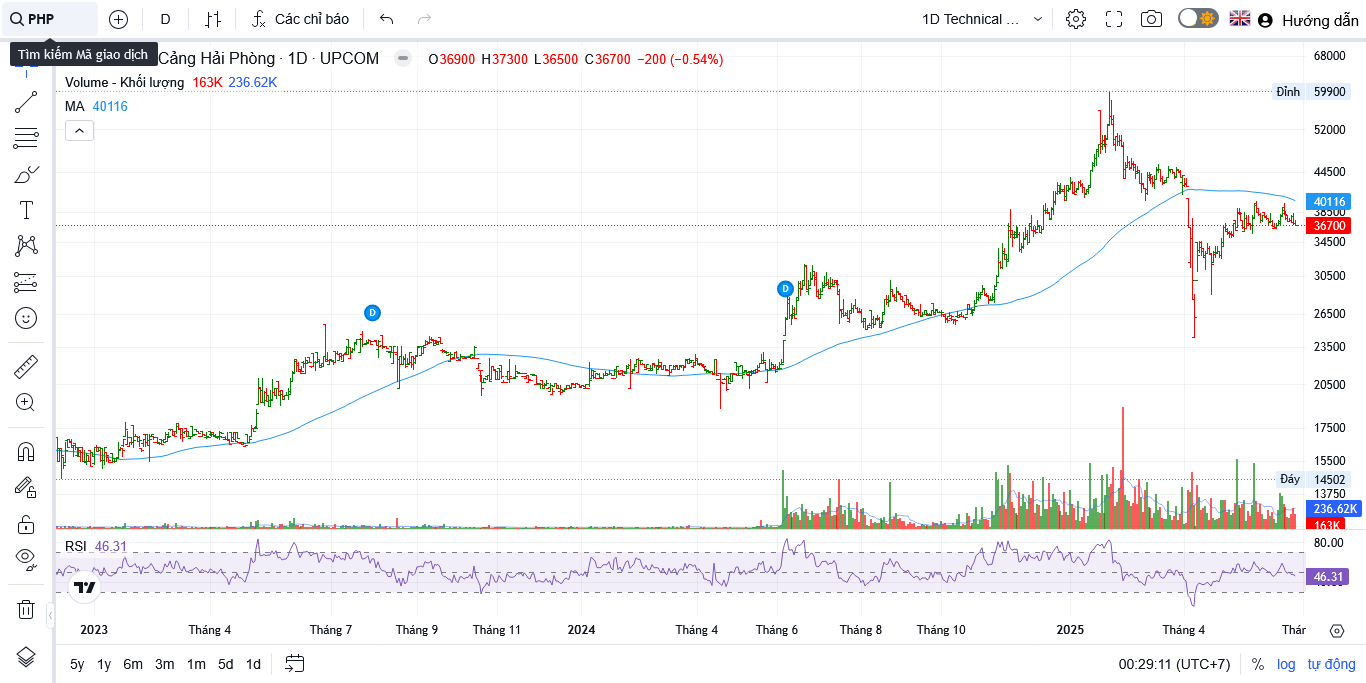 PHP D Các chỉ báo 1D Technical ... Hướng dẫn
Tìm kiếm Mã giao dịch Cảng Hải Phòng · 1D · UPCOM O36900 H37300 L36500 C36700 −200 (−0.54%)
Volume - Khối lượng 163K 236.62K
MA 40116
68000
Đỉnh 59900
52000
44500
40116
38500
36700
34500
30500
D
D
26500
23500
20500
17500
15500
Đáy 14502
13750
236.62K
163K
RSI 46.31
80.00
46.31
2023 Tháng 4 Tháng 7 Tháng 9 Tháng 11 2024 Tháng 4 Tháng 6 Tháng 8 Tháng 10 2025 Tháng 4 Thár
5y 1y 6m 3m 1m 5d 1d 00:29:11 (UTC+7) % log tự động